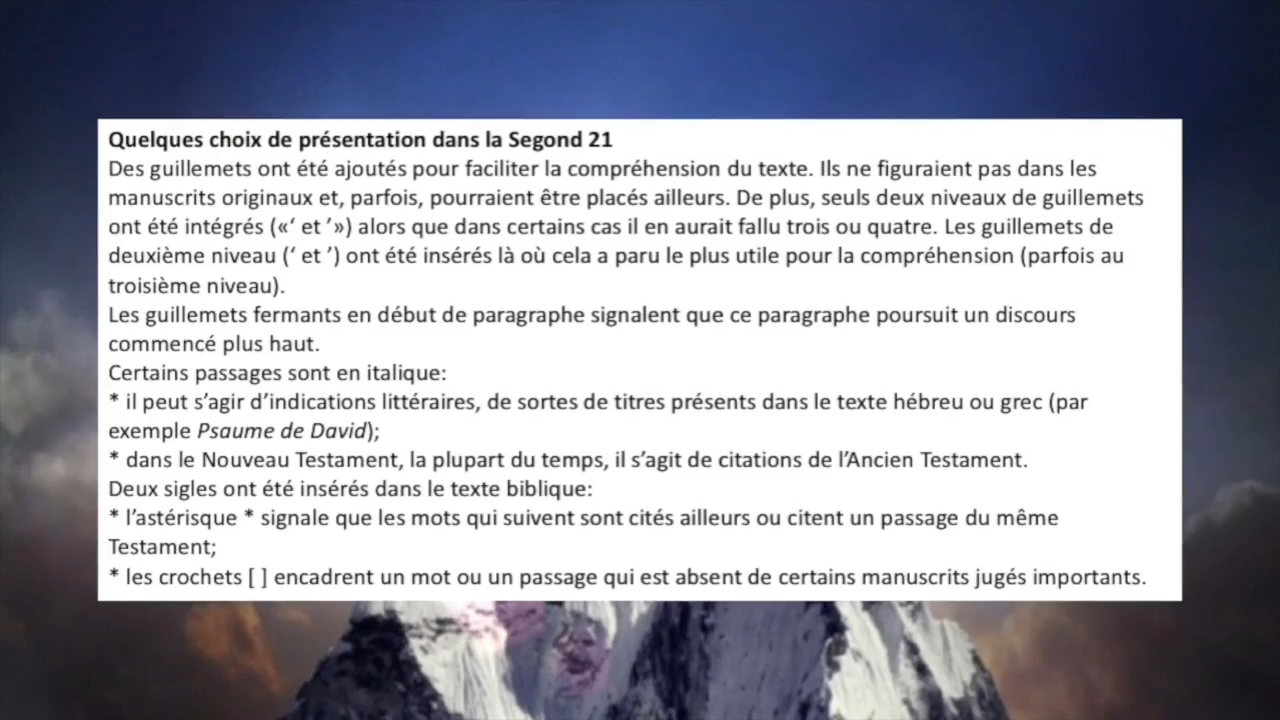 Quelques choix de présentation dans la Segond 21
Des guillemets ont été ajoutés pour faciliter la compréhension du texte. Ils ne figuraient pas dans les
manuscrits originaux et, parfois, pourraient être placés ailleurs. De plus, seuls deux niveaux de guillemets
ont été intégrés («‘ et ’») alors que dans certains cas il en aurait fallu trois ou quatre. Les guillemets de
deuxième niveau (‘ et ’) ont été insérés là où cela a paru le plus utile pour la compréhension (parfois au
troisième niveau).
Les guillemets fermants en début de paragraphe signalent que ce paragraphe poursuit un discours
commencé plus haut.
Certains passages sont en italique:
* il peut s’agir d’indications littéraires, de sortes de titres présents dans le texte hébreu ou grec (par
exemple Psaume de David);
* dans le Nouveau Testament, la plupart du temps, il s’agit de citations de l’Ancien Testament.
Deux sigles ont été insérés dans le texte biblique:
* l’astérisque * signale que les mots qui suivent sont cités ailleurs ou citent un passage du même
Testament;
* les crochets [ ] encadrent un mot ou un passage qui est absent de certains manuscrits jugés importants.